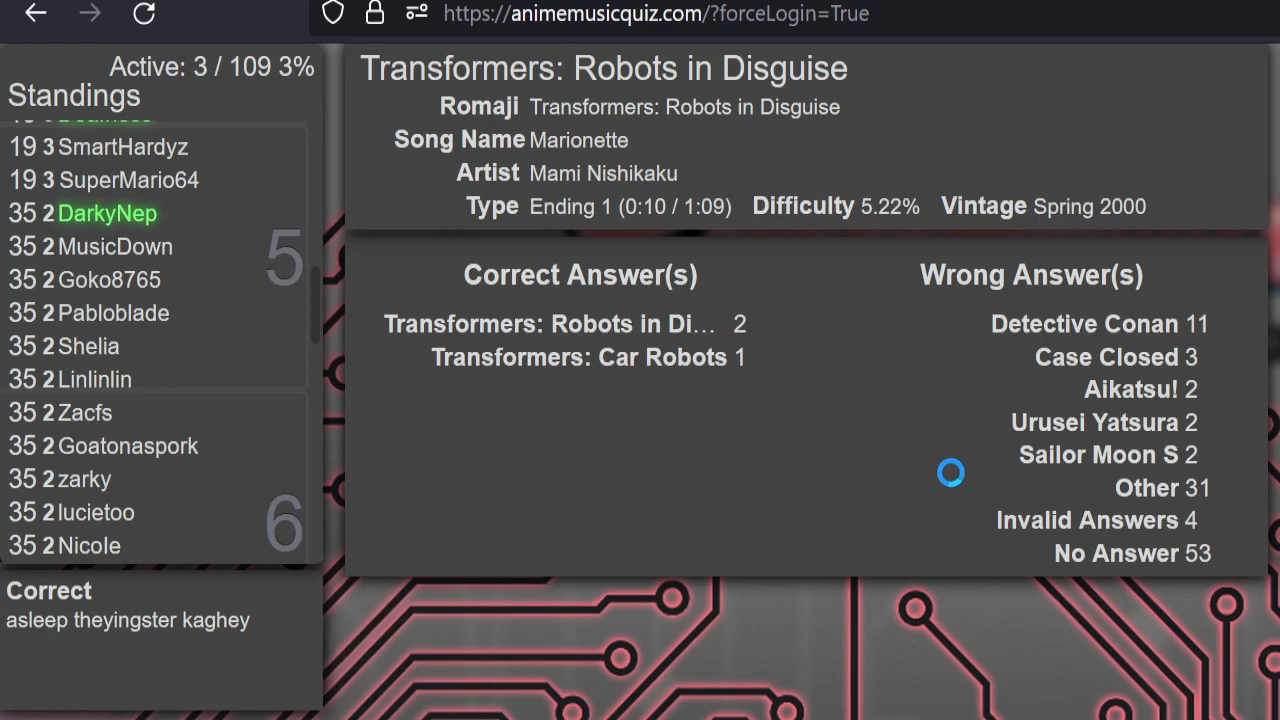 https://animemusicquiz.com/?forceLogin=True
Active: 3 / 109 3%
Standings
19 3 SmartHardyz
19 3 SuperMario64
35 2 DarkyNep
35 2 MusicDown
35 2 Goko8765
35 2 Pabloblade
35 2 Shelia
35 2 Linlinlin
5
35 2 Zacfs
35 2 Goatonaspork
35 2 zarky
35 2 lucietoo
35 2 Nicole
6
Correct
asleep theyingster kaghey
Transformers: Robots in Disguise
Romaji Transformers: Robots in Disguise
Song Name Marionette
Artist Mami Nishikaku
Type Ending 1 (0:10 / 1:09) Difficulty 5.22% Vintage Spring 2000
Correct Answer(s)
Transformers: Robots in Di... 2
Transformers: Car Robots 1
Wrong Answer(s)
Detective Conan 11
Case Closed 3
Aikatsu! 2
Urusei Yatsura 2
Sailor Moon S 2
Other 31
Invalid Answers 4
No Answer 53